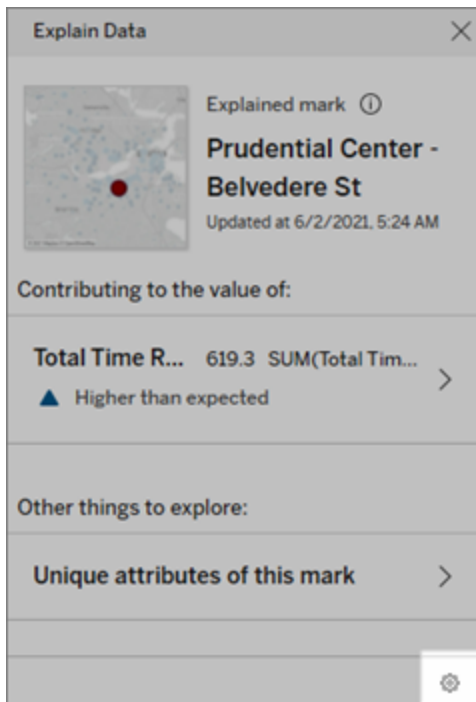 Explain Data
Explained mark
Prudential Center -
Belvedere St
Updated at 6/2/2021, 5:24 AM
Contributing to the value of:
Total Time R... 619.3 SUM(Total Tim...
Higher than expected
Other things to explore:
Unique attributes of this mark